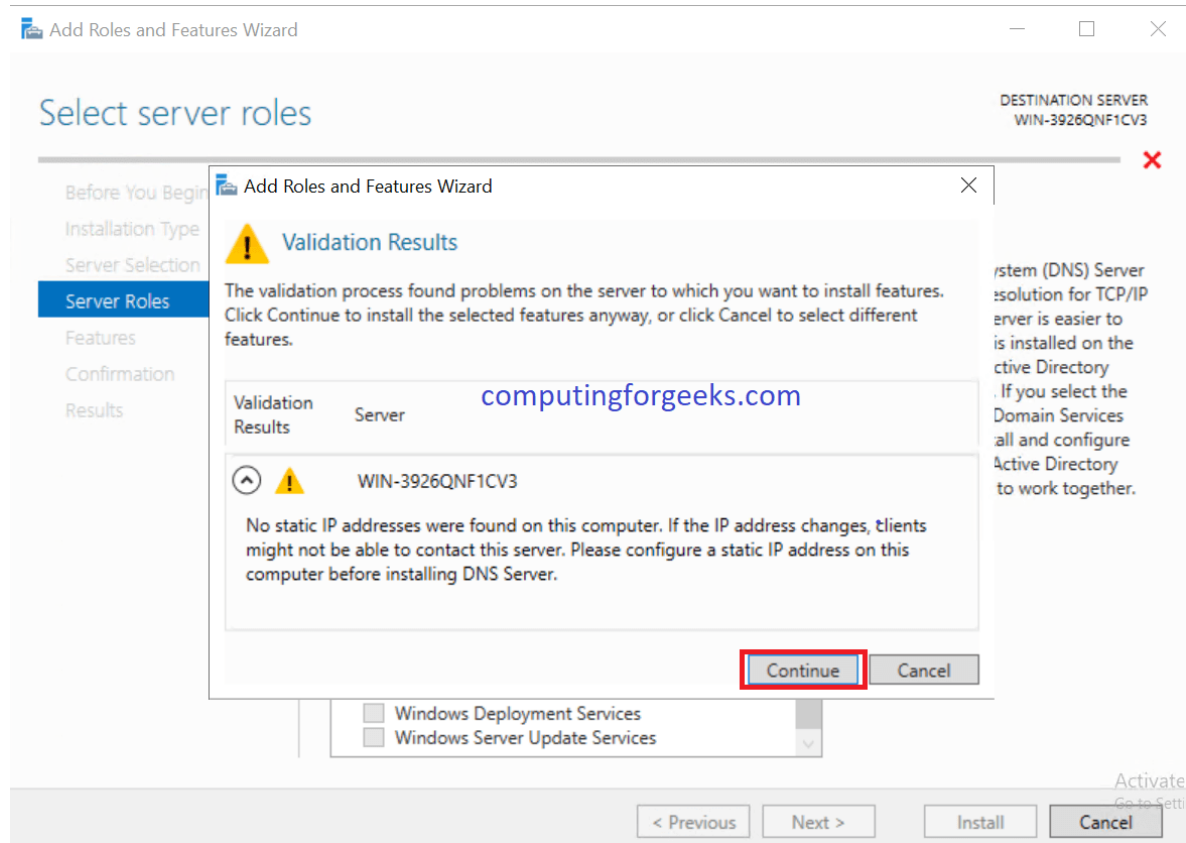 Add Roles and Features Wizard
Select server roles
DESTINATION SERVER
WIN-3926QNF1CV3
Before You Begin
Installation Type
Server Selection
Server Roles
Features
Confirmation
Results
Add Roles and Features Wizard
Validation Results
The validation process found problems on the server to which you want to install features.
Click Continue to install the selected features anyway, or click Cancel to select different
features.
computingforgeeks.com
Validation
Results
Server
WIN-3926QNF1CV3
No static IP addresses were found on this computer. If the IP address changes, clients
might not be able to contact this server. Please configure a static IP address on this
computer before installing DNS Server.
Continue
Cancel
(DNS) Server
for TCP/IP
is easier to
is installed on the
Directory
. If you select the
Domain Services
and configure
Active Directory
to work together.
Windows Deployment Services
Windows Server Update Services
Activate
Go to
< Previous
Next >
Install
Cancel